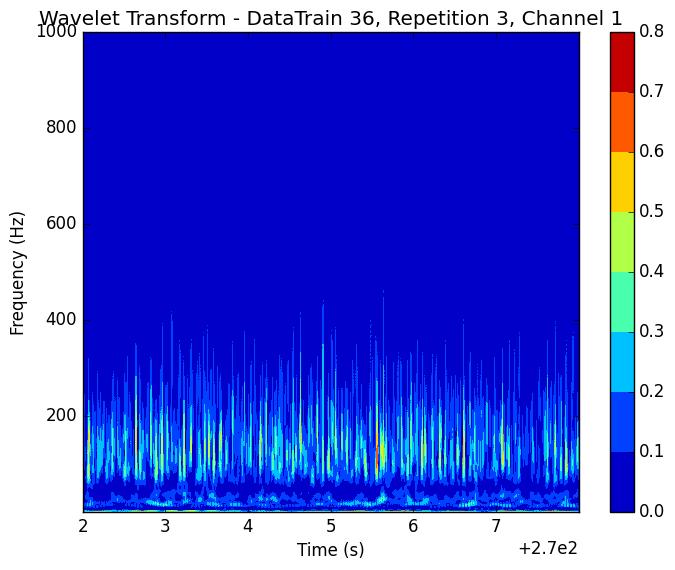 Wavelet Transform - DataTrain 36, Repetition 3, Channel 1
1000
800
600
400
200
Frequency (Hz)
2 3 4 5 6 7
Time (s)
+2.7e2
0.8
0.7
0.6
0.5
0.4
0.3
0.2
0.1
0.0